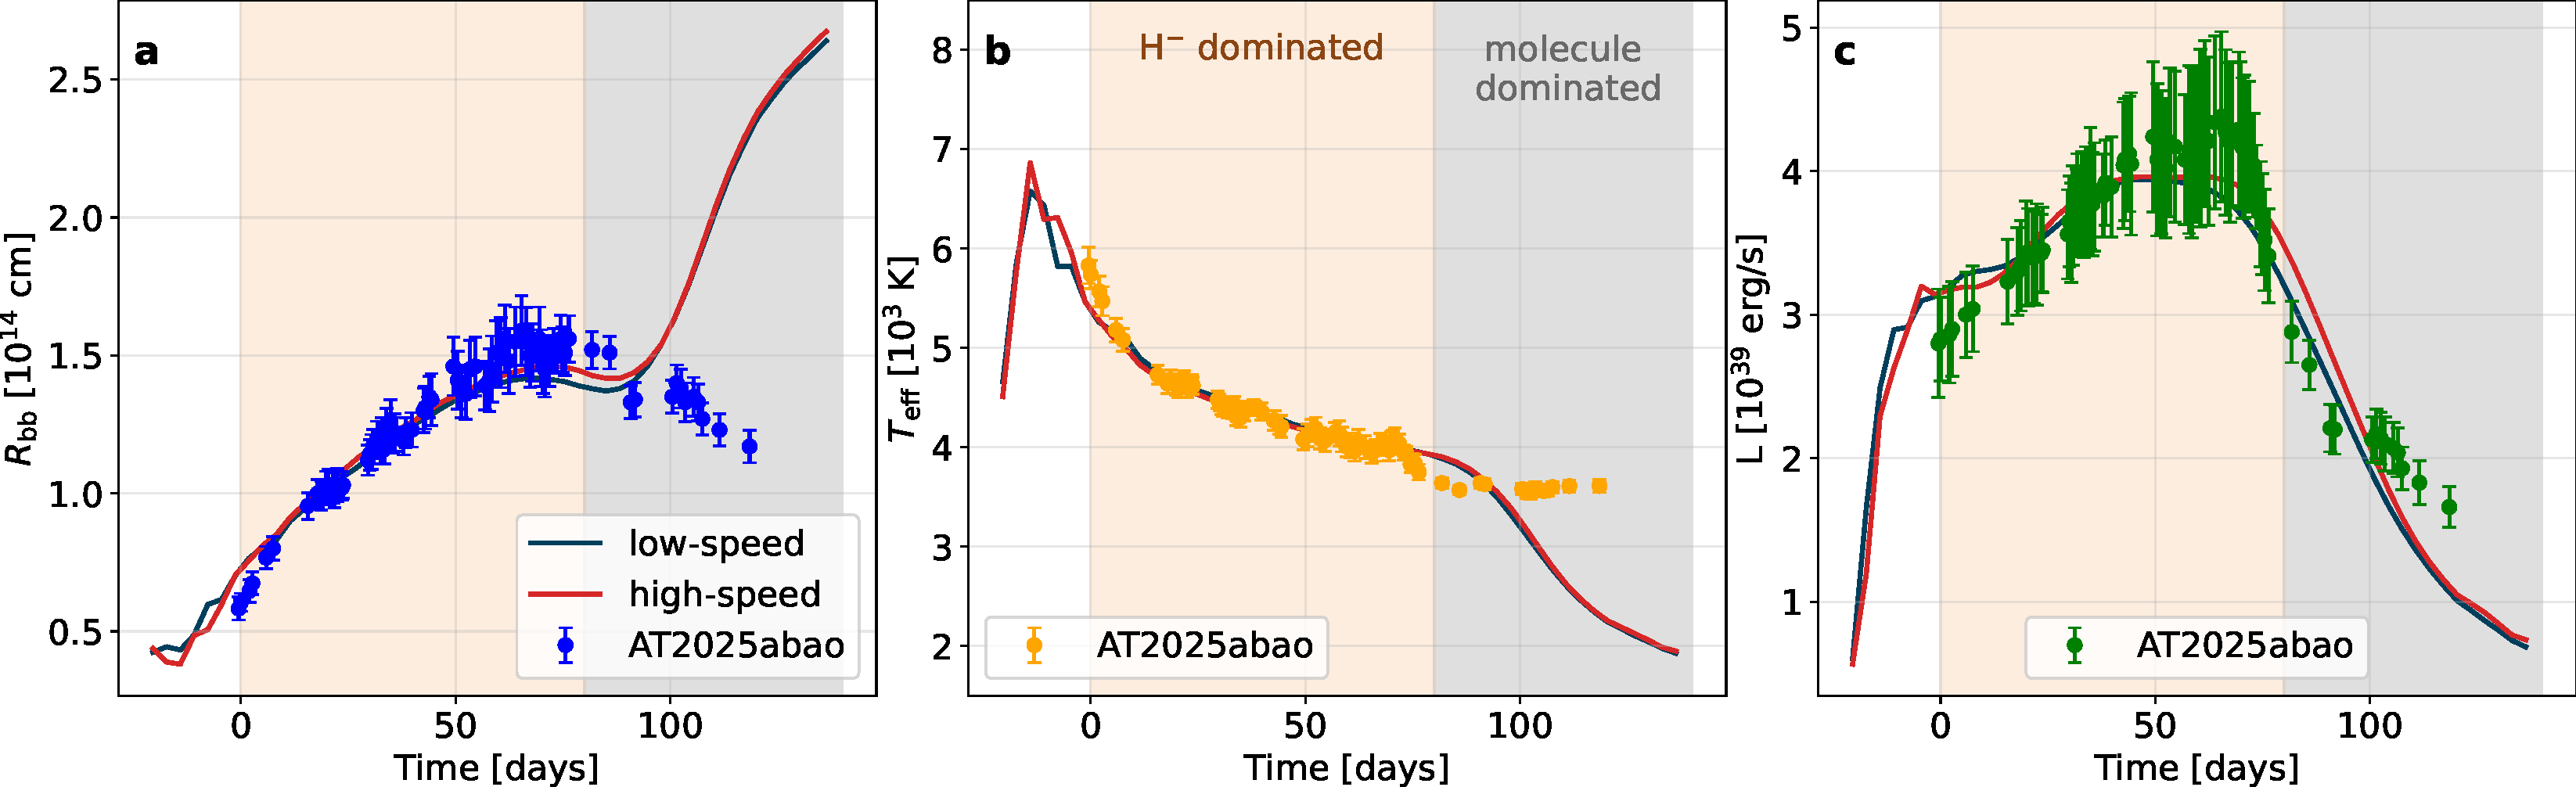 a
2.5
2.0
1.5
1.0
0.5
R_bb [10^14 cm]
low-speed
high-speed
AT2025abao
0 50 100
Time [days]
b
H⁻ dominated
molecule
dominated
8
7
6
5
4
3
2
T_eff [10^3 K]
AT2025abao
0 50 100
Time [days]
c
5
4
3
2
1
L [10^39 erg/s]
AT2025abao
0 50 100
Time [days]